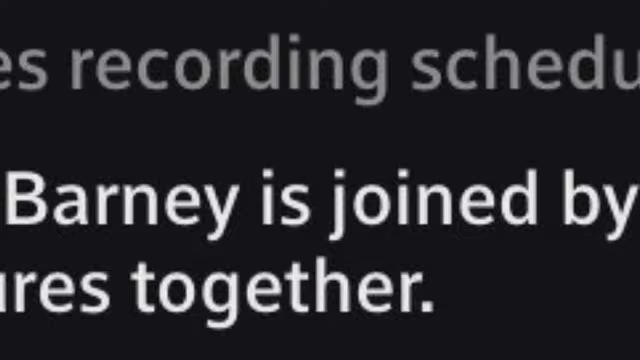 es recording schedu
Barney is joined by
ures together.